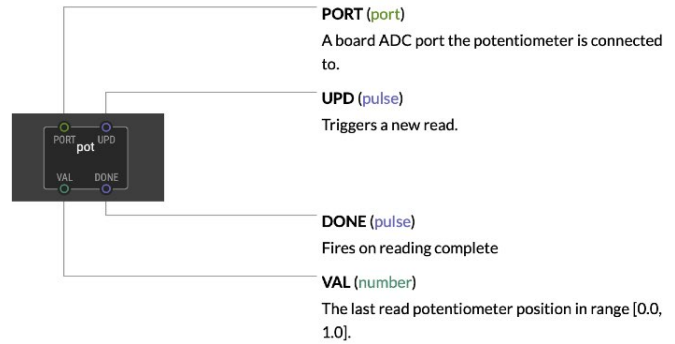 PORT (port)
A board ADC port the potentiometer is connected
to.
UPD (pulse)
Triggers a new read.
PORT UPD
pot
VAL DONE
DONE (pulse)
Fires on reading complete
VAL (number)
The last read potentiometer position in range [0.0,
1.0].